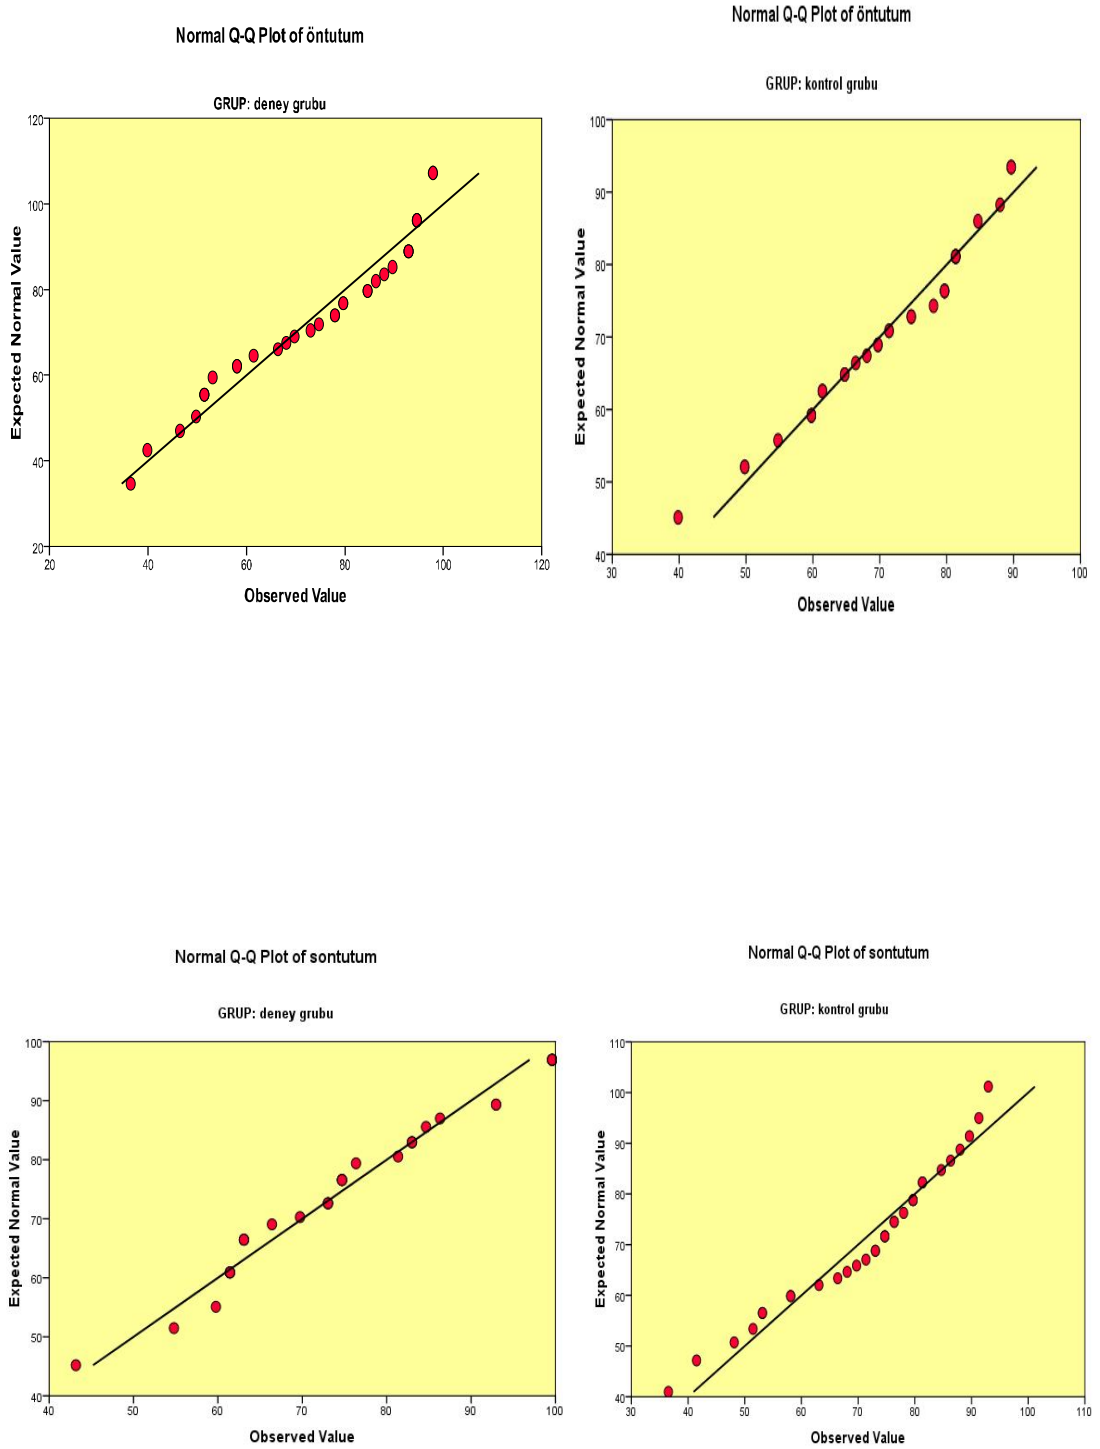 Normal Q-Q Plot of öntutum
GRUP: deney grubu
Expected Normal Value
120
100
80
60
40
20
20 40 60 80 100 120
Observed Value
Normal Q-Q Plot of öntutum
GRUP: kontrol grubu
Expected Normal Value
100
90
80
70
60
50
40
30 40 50 60 70 80 90 100
Observed Value
Normal Q-Q Plot of sontutum
GRUP: deney grubu
Expected Normal Value
100
90
80
70
60
50
40
40 50 60 70 80 90 100
Observed Value
Normal Q-Q Plot of sontutum
GRUP: kontrol grubu
Expected Normal Value
110
100
90
80
70
60
50
40
30 40 50 60 70 80 90 100 110
Observed Value